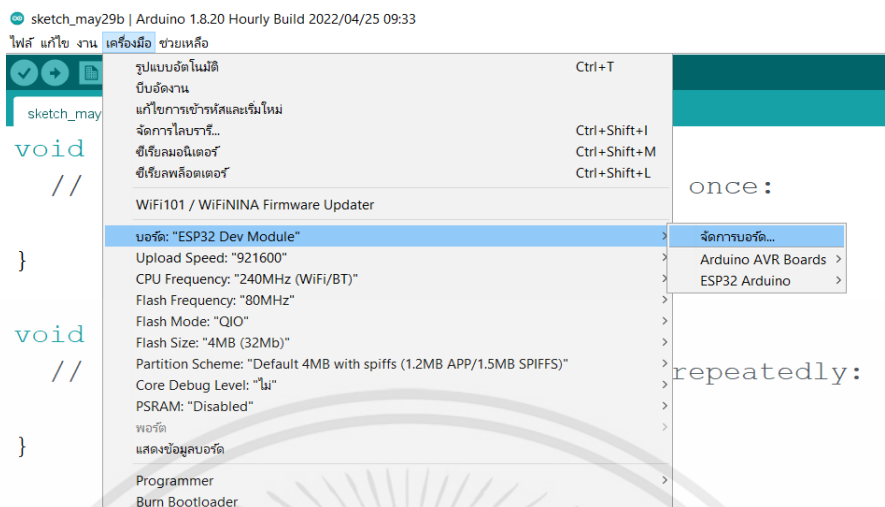 sketch_may29b | Arduino 1.8.20 Hourly Build 2022/04/25 09:33
ไฟล์ แก้ไข งาน เครื่องมือ ช่วยเหลือ
sketch_may
รูปแบบอัตโนมัติ Ctrl+T
บีบอัดงาน
แก้ไขการเข้ารหัสและเริ่มใหม่
จัดการไลบรารี... Ctrl+Shift+I
ซีเรียลมอนิเตอร์ Ctrl+Shift+M
ซีเรียลพล็อตเตอร์ Ctrl+Shift+L
WiFi101 / WiFiNINA Firmware Updater
บอร์ด: "ESP32 Dev Module"
Upload Speed: "921600"
CPU Frequency: "240MHz (WiFi/BT)"
Flash Frequency: "80MHz"
Flash Mode: "QIO"
Flash Size: "4MB (32Mb)"
Partition Scheme: "Default 4MB with spiffs (1.2MB APP/1.5MB SPIFFS)"
Core Debug Level: "ไม่"
PSRAM: "Disabled"
พอร์ต
แสดงข้อมูลบอร์ด
Programmer
Burn Bootloader
จัดการบอร์ด...
Arduino AVR Boards
ESP32 Arduino
void
// once:
}
void
// repeatedly:
}